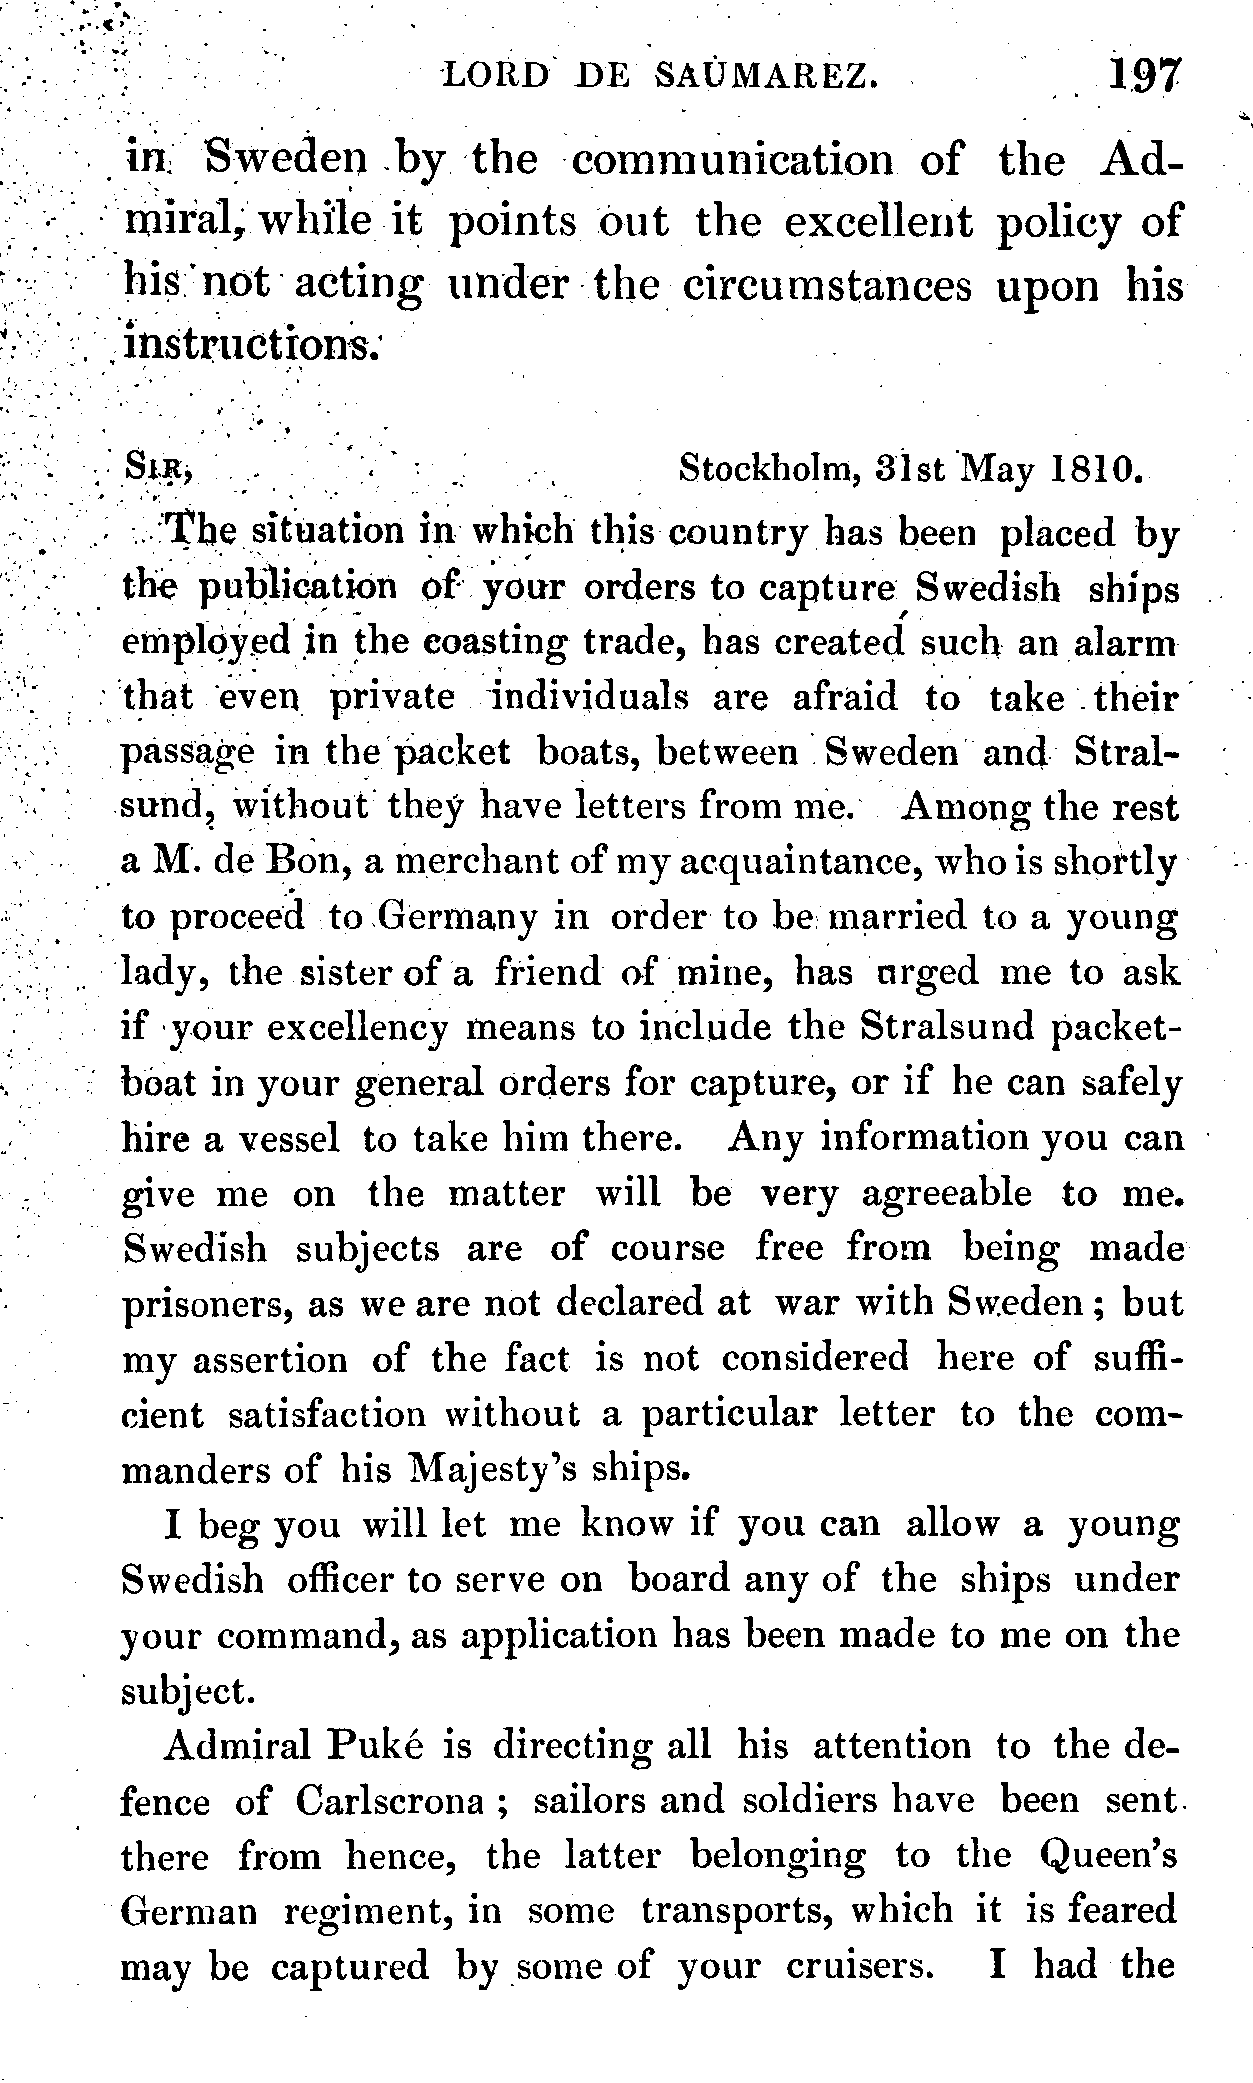 LORD DE SAUMAREZ. 197
in Sweden by the communication of the Ad-
miral, while it points out the excellent policy of
his not acting under the circumstances upon his
instructions.
SIR, Stockholm, 31st May 1810.
The situation in which this country has been placed by
the publication of your orders to capture Swedish ships
employed in the coasting trade, has created such an alarm
that even private individuals are afraid to take their
passage in the packet boats, between Sweden and Stral-
sund, without they have letters from me. Among the rest
a M. de Bon, a merchant of my acquaintance, who is shortly
to proceed to Germany in order to be married to a young
lady, the sister of a friend of mine, has urged me to ask
if your excellency means to include the Stralsund packet-
boat in your general orders for capture, or if he can safely
hire a vessel to take him there. Any information you can
give me on the matter will be very agreeable to me.
Swedish subjects are of course free from being made
prisoners, as we are not declared at war with Sweden; but
my assertion of the fact is not considered here of suffi-
cient satisfaction without a particular letter to the com-
manders of his Majesty's ships.
I beg you will let me know if you can allow a young
Swedish officer to serve on board any of the ships under
your command, as application has been made to me on the
subject.
Admiral Puké is directing all his attention to the de-
fence of Carlscrona; sailors and soldiers have been sent
there from hence, the latter belonging to the Queen's
German regiment, in some transports, which it is feared
may be captured by some of your cruisers. I had the